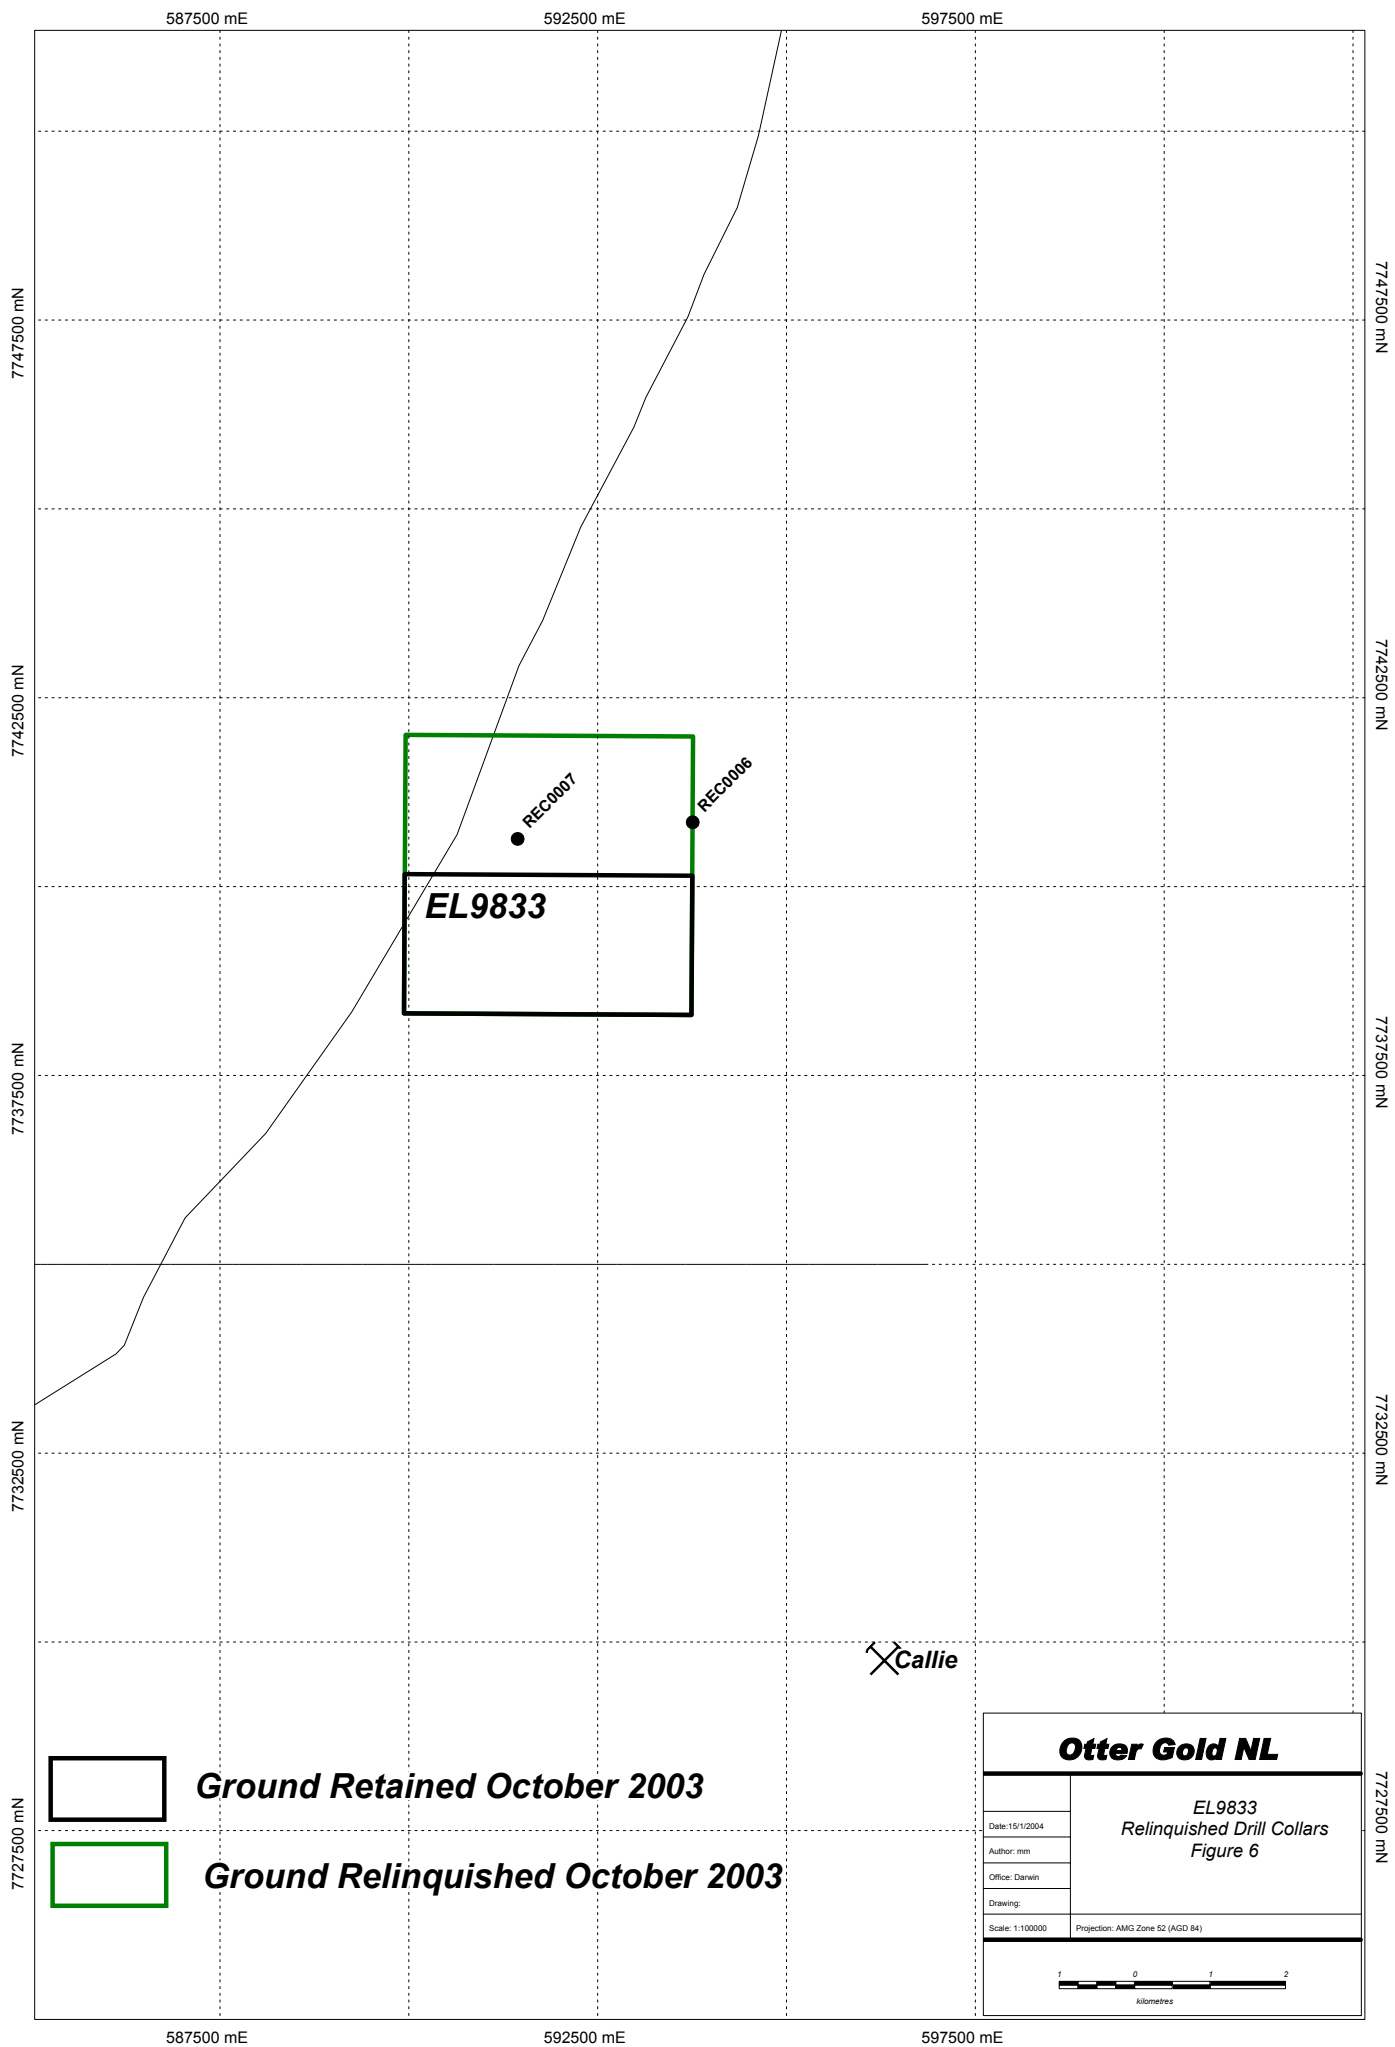 587500 mE
592500 mE
597500 mE
7747500 mN
7747500 mN
7742500 mN
7742500 mN
REC0007
REC0006
EL9833
7737500 mN
7737500 mN
7732500 mN
7732500 mN
Callie
Ground Retained October 2003
Ground Relinquished October 2003
7727500 mN
7727500 mN
Otter Gold NL
EL9833
Relinquished Drill Collars
Figure 6
Date:15/1/2004
Author: mm
Office: Darwin
Drawing:
Scale: 1:100000
Projection: AMG Zone 52 (AGD 84)
1 0 1 2
kilometres
587500 mE
592500 mE
597500 mE